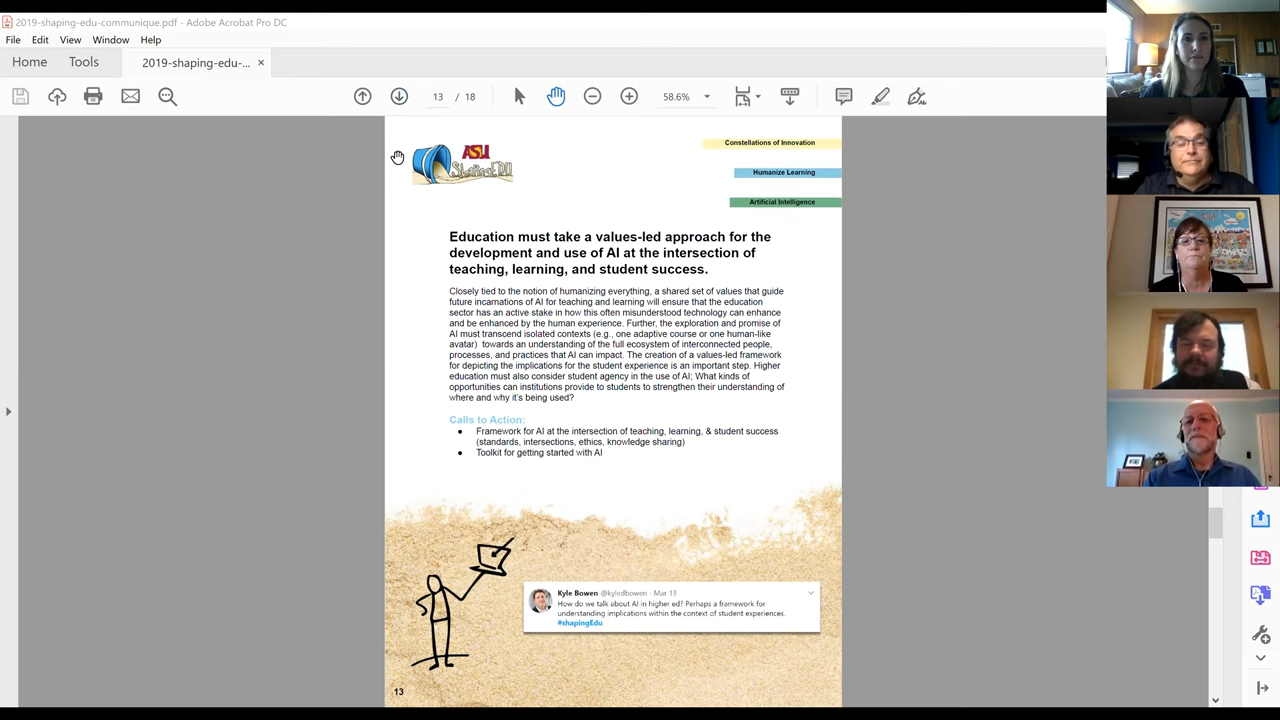 2019-shaping-edu-communique.pdf - Adobe Acrobat Pro DC
File Edit View Window Help
Home Tools 2019-shaping-edu-... ×
13 / 18 58.6%
ASU
ShapingEDU
Constellations of Innovation
Humanize Learning
Artificial Intelligence
Education must take a values-led approach for the
development and use of AI at the intersection of
teaching, learning, and student success.
Closely tied to the notion of humanizing everything, a shared set of values that guide
future incarnations of AI for teaching and learning will ensure that the education
sector has an active stake in how this often misunderstood technology can enhance
and be enhanced by the human experience. Further, the exploration and promise of
AI must transcend isolated contexts (e.g., one adaptive course or one human-like
avatar) towards an understanding of the full ecosystem of interconnected people,
processes, and practices that AI can impact. The creation of a values-led framework
for depicting the implications for the student experience is an important step. Higher
education must also consider student agency in the use of AI; What kinds of
opportunities can institutions provide to students to strengthen their understanding of
where and why it's being used?
Calls to Action:
● Framework for AI at the intersection of teaching, learning, & student success
(standards, intersections, ethics, knowledge sharing)
● Toolkit for getting started with AI
Kyle Bowen @kyledbowen · Mar 13
How do we talk about AI in higher ed? Perhaps a framework for
understanding implications within the context of student experiences.
#shapingEdu
13